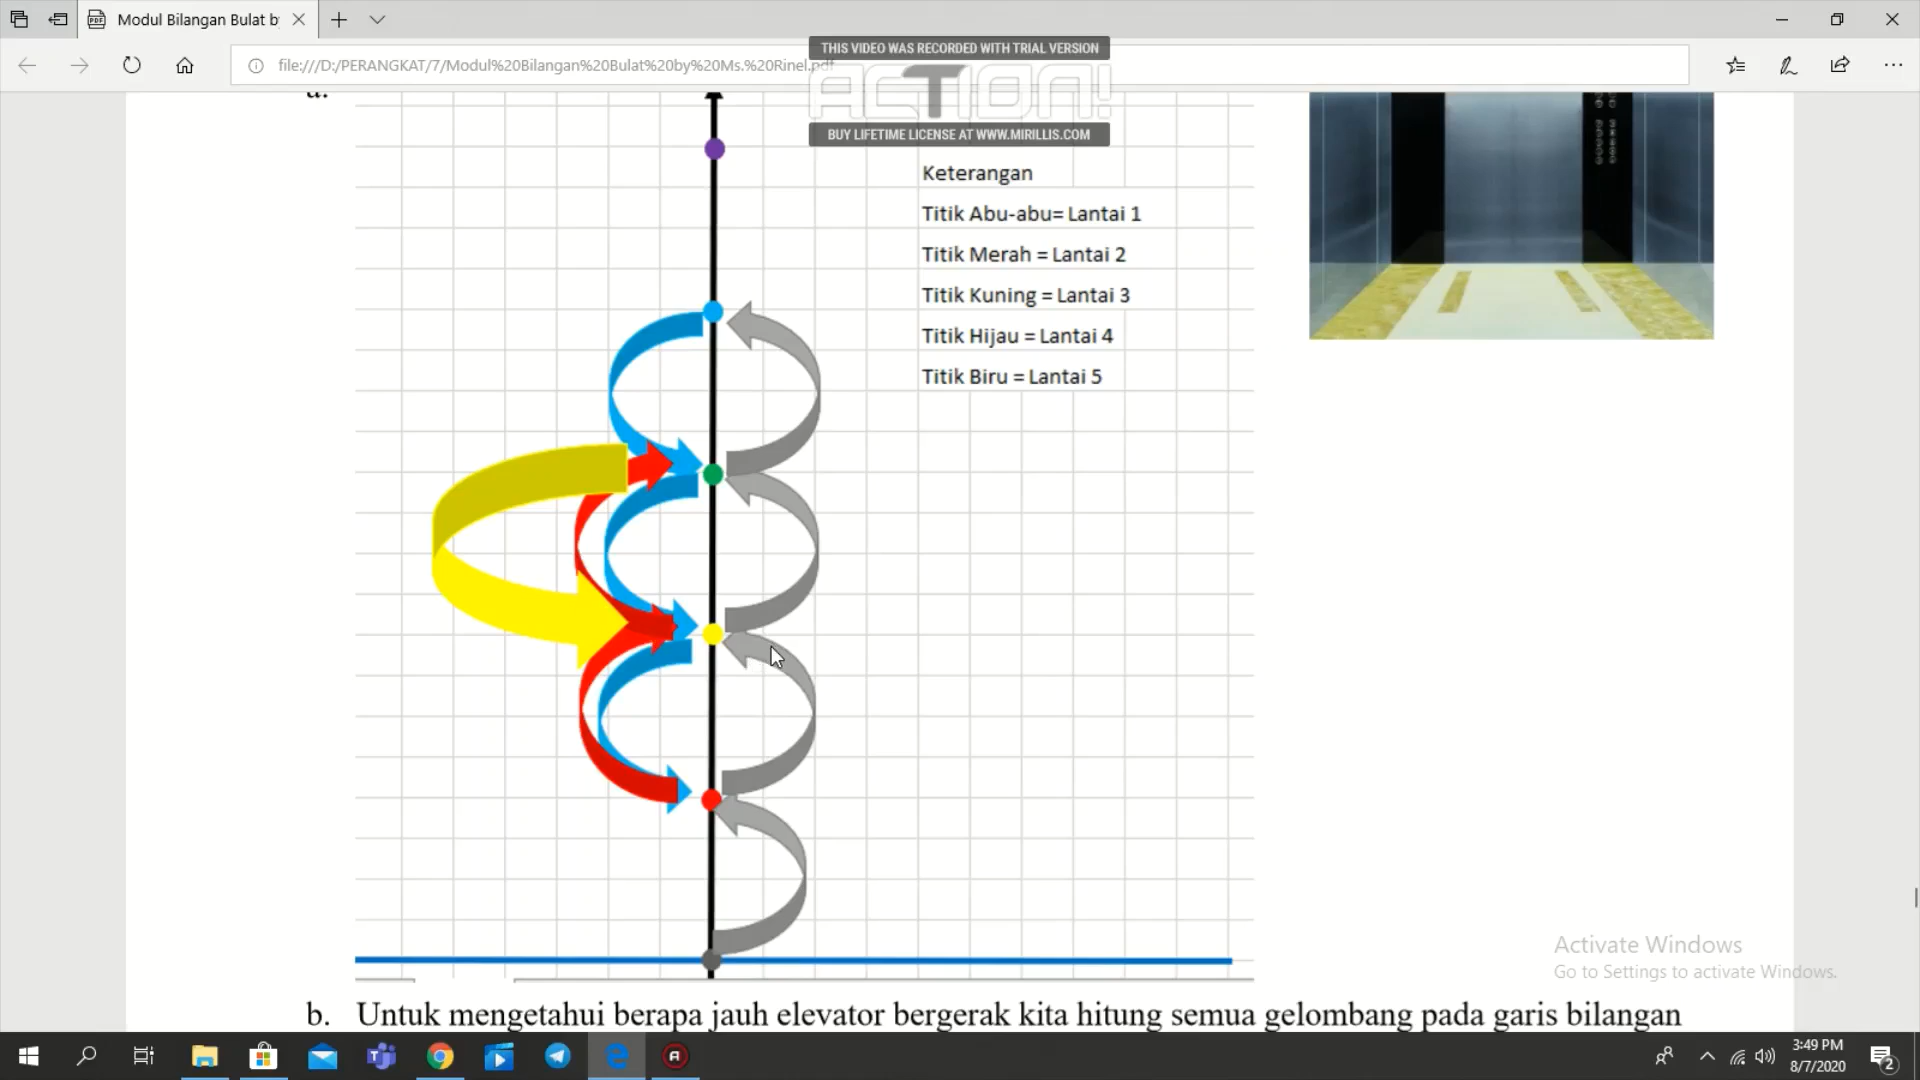 Modul Bilangan Bulat b
THIS VIDEO WAS RECORDED WITH TRIAL VERSION
file:///D:/PERANGKAT/7/Modul%20Bilangan%20Bulat%20by%20Ms.%20Rinel.pdf
ACTION!
BUY LIFETIME LICENSE AT WWW.MIRILLIS.COM
a.
Keterangan
Titik Abu-abu= Lantai 1
Titik Merah = Lantai 2
Titik Kuning = Lantai 3
Titik Hijau = Lantai 4
Titik Biru = Lantai 5
Activate Windows
Go to Settings to activate Windows.
b. Untuk mengetahui berapa jauh elevator bergerak kita hitung semua gelombang pada garis bilangan
3:49 PM
8/7/2020
2